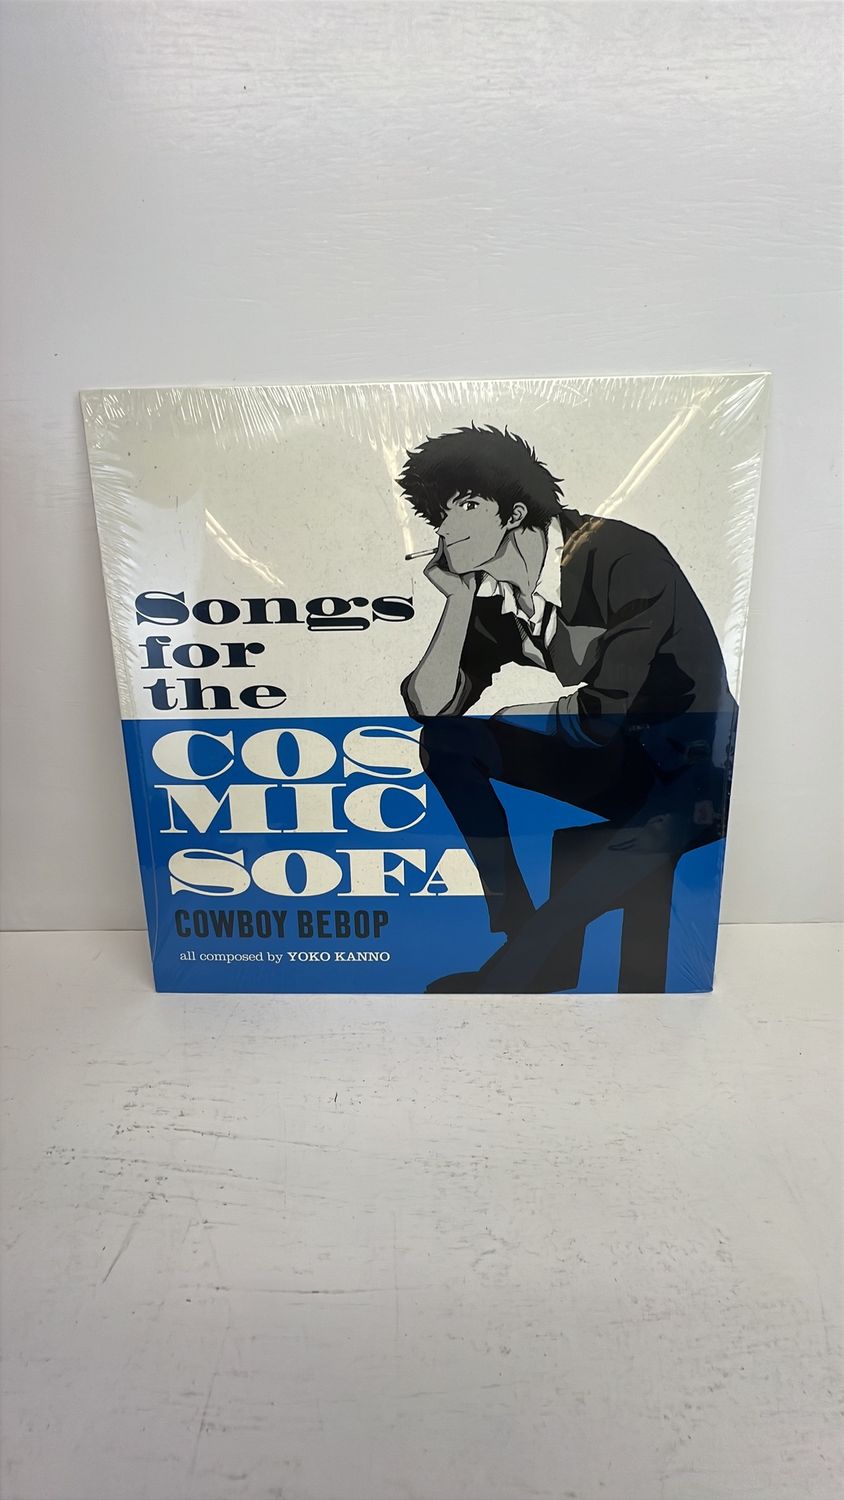 Songs
for
the
COS
MIC
SOFA
COWBOY BEBOP
all composed by YOKO KANNO